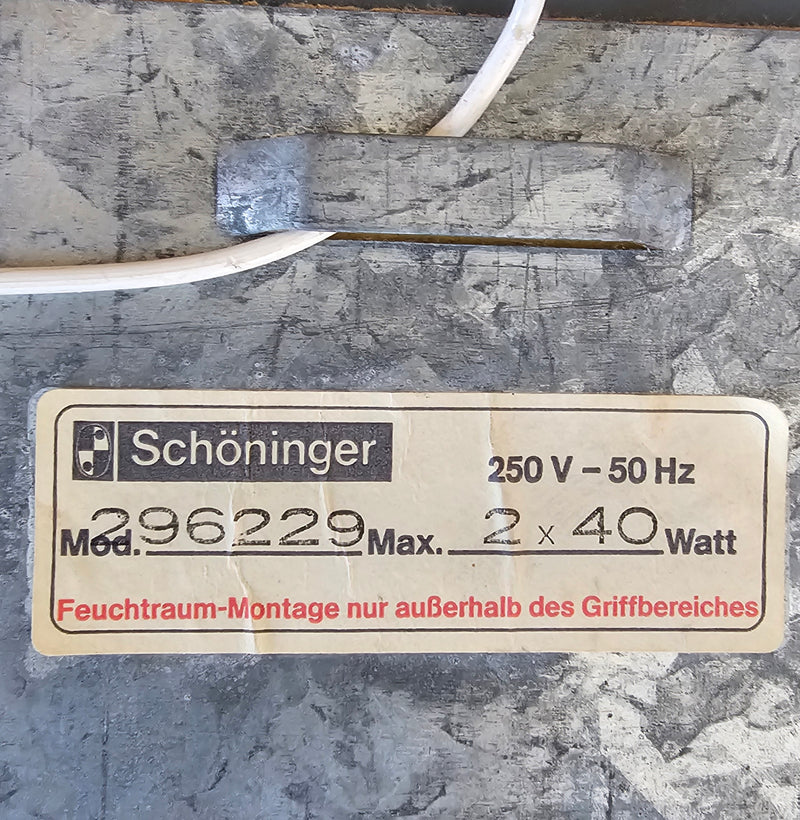 Schöninger
250 V – 50 Hz
Mod. 296229 Max. 2 x 40 Watt
Feuchtraum-Montage nur außerhalb des Griffbereiches